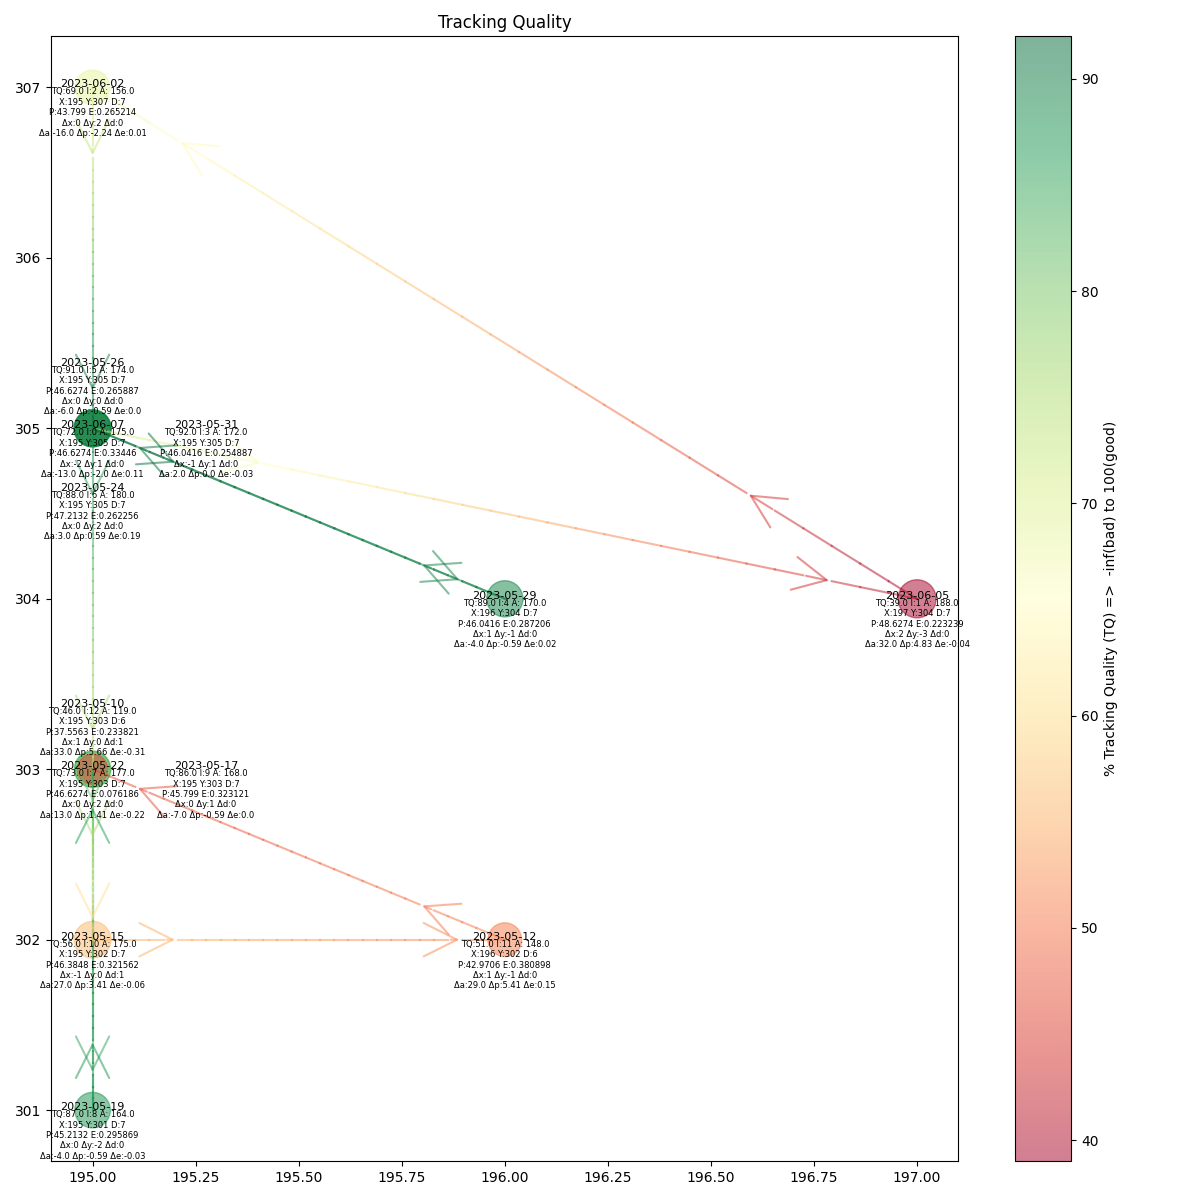 Tracking Quality
307
306
305
304
303
302
301
2023-06-02
TQ:69.0 I:2 A: 156.0
X:195 Y:307 D:7
P:43.799 E:0.265214
Δx:0 Δy:2 Δd:0
Δa:-16.0 Δp:-2.24 Δe:0.01
2023-05-26
TQ:91.0 I:5 A: 174.0
X:195 Y:305 D:7
P:46.6274 E:0.265887
Δx:0 Δy:0 Δd:0
Δa:-6.0 Δp:-0.59 Δe:0.0
2023-06-07
TQ:72.0 I:0 A: 175.0
X:195 Y:305 D:7
P:46.6274 E:0.33446
Δx:-2 Δy:1 Δd:0
Δa:-13.0 Δp:-2.0 Δe:0.11
2023-05-31
TQ:92.0 I:3 A: 172.0
X:195 Y:305 D:7
P:46.0416 E:0.254887
Δx:-1 Δy:1 Δd:0
Δa:2.0 Δp:0.0 Δe:-0.03
2023-05-24
TQ:88.0 I:6 A: 180.0
X:195 Y:305 D:7
P:47.2132 E:0.262256
Δx:0 Δy:2 Δd:0
Δa:3.0 Δp:0.59 Δe:0.19
2023-05-29
TQ:89.0 I:4 A: 170.0
X:196 Y:304 D:7
P:46.0416 E:0.287206
Δx:1 Δy:-1 Δd:0
Δa:-4.0 Δp:-0.59 Δe:0.02
2023-06-05
TQ:39.0 I:1 A: 188.0
X:197 Y:304 D:7
P:48.6274 E:0.223239
Δx:2 Δy:-3 Δd:0
Δa:32.0 Δp:4.83 Δe:-0.04
2023-05-10
TQ:46.0 I:12 A: 119.0
X:195 Y:303 D:6
P:37.5563 E:0.233821
Δx:1 Δy:0 Δd:1
Δa:33.0 Δp:5.66 Δe:-0.31
2023-05-22
TQ:73.0 I:7 A: 177.0
X:195 Y:303 D:7
P:46.6274 E:0.076186
Δx:0 Δy:2 Δd:0
Δa:13.0 Δp:1.41 Δe:-0.22
2023-05-17
TQ:86.0 I:9 A: 168.0
X:195 Y:303 D:7
P:45.799 E:0.323121
Δx:0 Δy:1 Δd:0
Δa:-7.0 Δp:-0.59 Δe:0.0
2023-05-15
TQ:56.0 I:10 A: 175.0
X:195 Y:302 D:7
P:46.3848 E:0.321562
Δx:-1 Δy:0 Δd:1
Δa:27.0 Δp:3.41 Δe:-0.06
2023-05-12
TQ:51.0 I:11 A: 148.0
X:196 Y:302 D:6
P:42.9706 E:0.380898
Δx:1 Δy:-1 Δd:0
Δa:29.0 Δp:5.41 Δe:0.15
2023-05-19
TQ:87.0 I:8 A: 164.0
X:195 Y:301 D:7
P:45.2132 E:0.295869
Δx:0 Δy:-2 Δd:0
Δa:-4.0 Δp:-0.59 Δe:-0.03
195.00 195.25 195.50 195.75 196.00 196.25 196.50 196.75 197.00
90
80
70
60
50
40
% Tracking Quality (TQ) => -inf(bad) to 100(good)